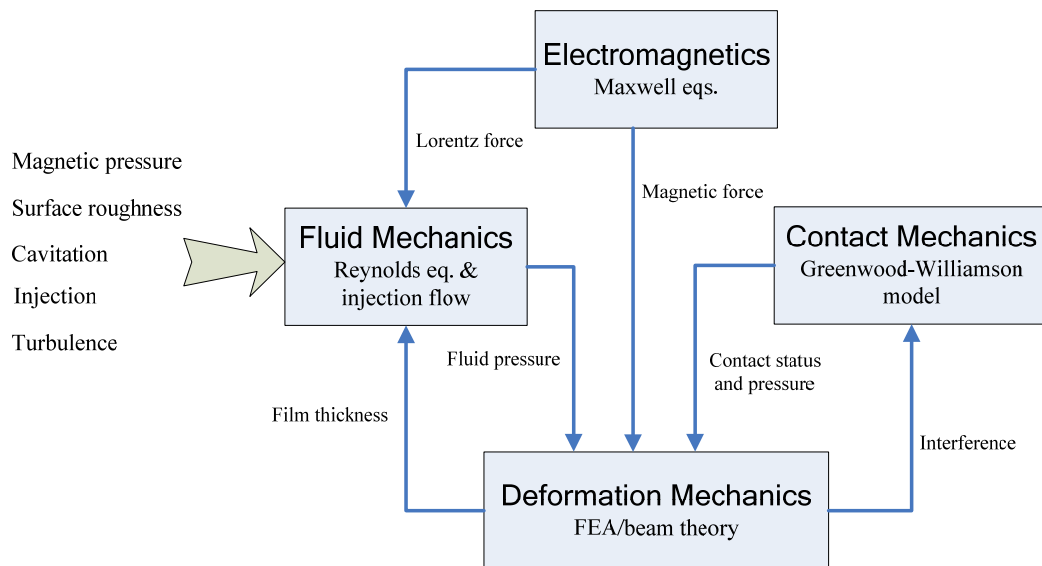 Electromagnetics
Maxwell eqs.
Lorentz force
Magnetic force
Magnetic pressure
Surface roughness
Cavitation
Injection
Turbulence
Fluid Mechanics
Reynolds eq. &
injection flow
Contact Mechanics
Greenwood-Williamson
model
Fluid pressure
Contact status
and pressure
Film thickness
Interference
Deformation Mechanics
FEA/beam theory